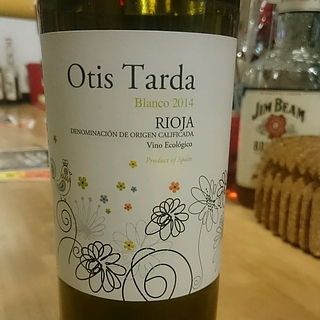 Otis Tarda
Blanco 2014
RIOJA
DENOMINACIÓN DE ORIGEN CALIFICADA
Vino Ecológico
Product of Spain
JIM BEAM